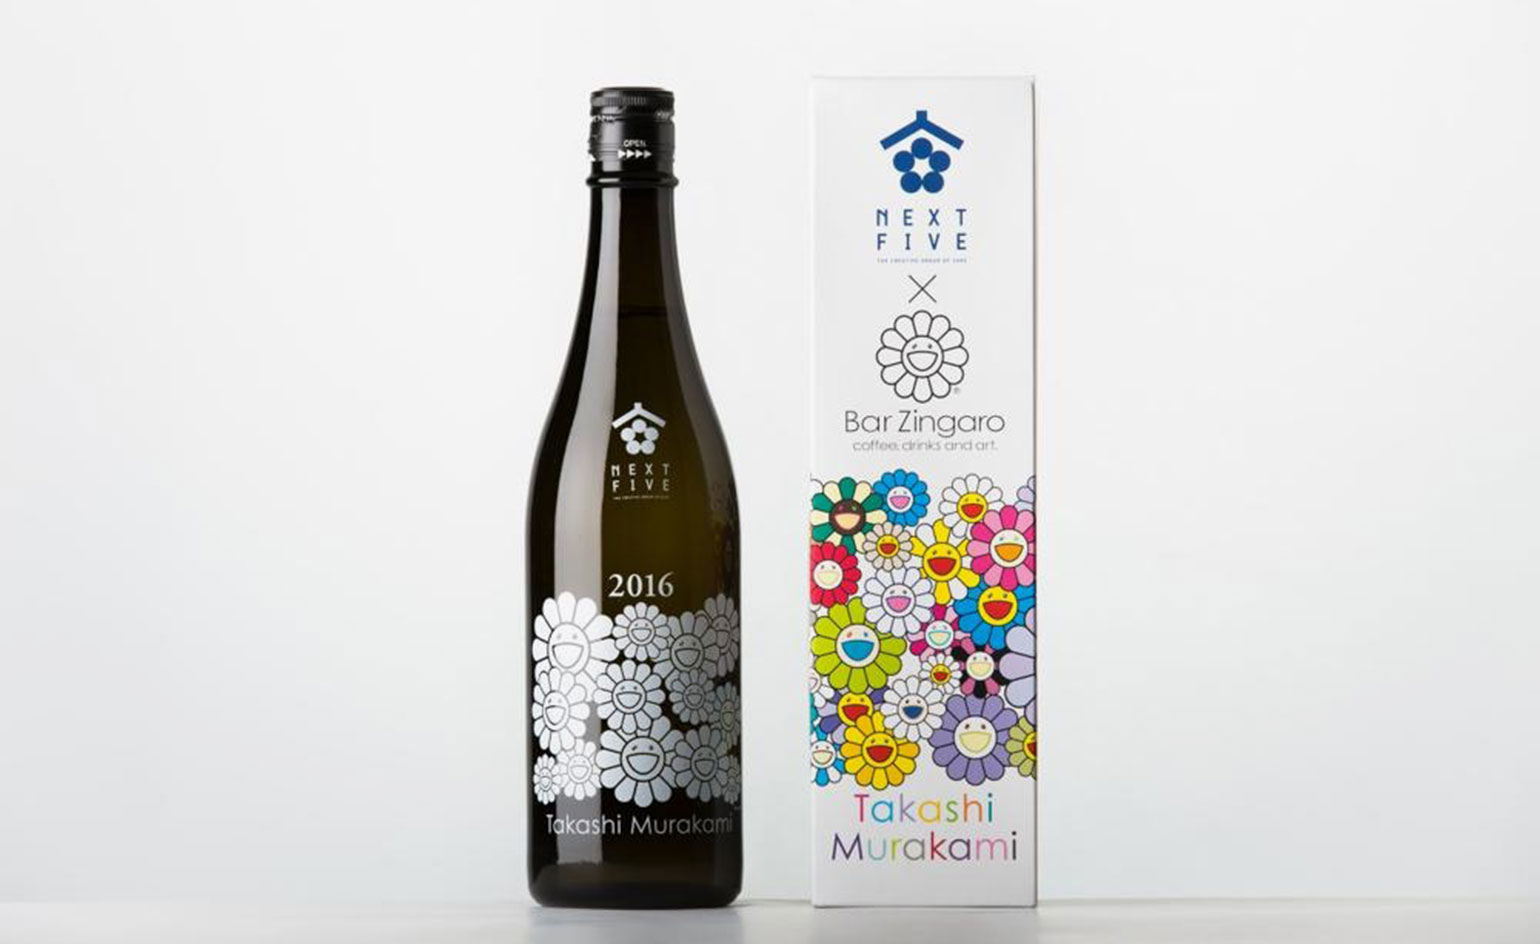 OPEN
NEXT
FIVE
2016
Takashi Murakami
NEXT
FIVE
THE CREATIVE GROUP OF SAKE
×
®
Bar Zingaro
coffee, drinks and art.
Takashi
Murakami